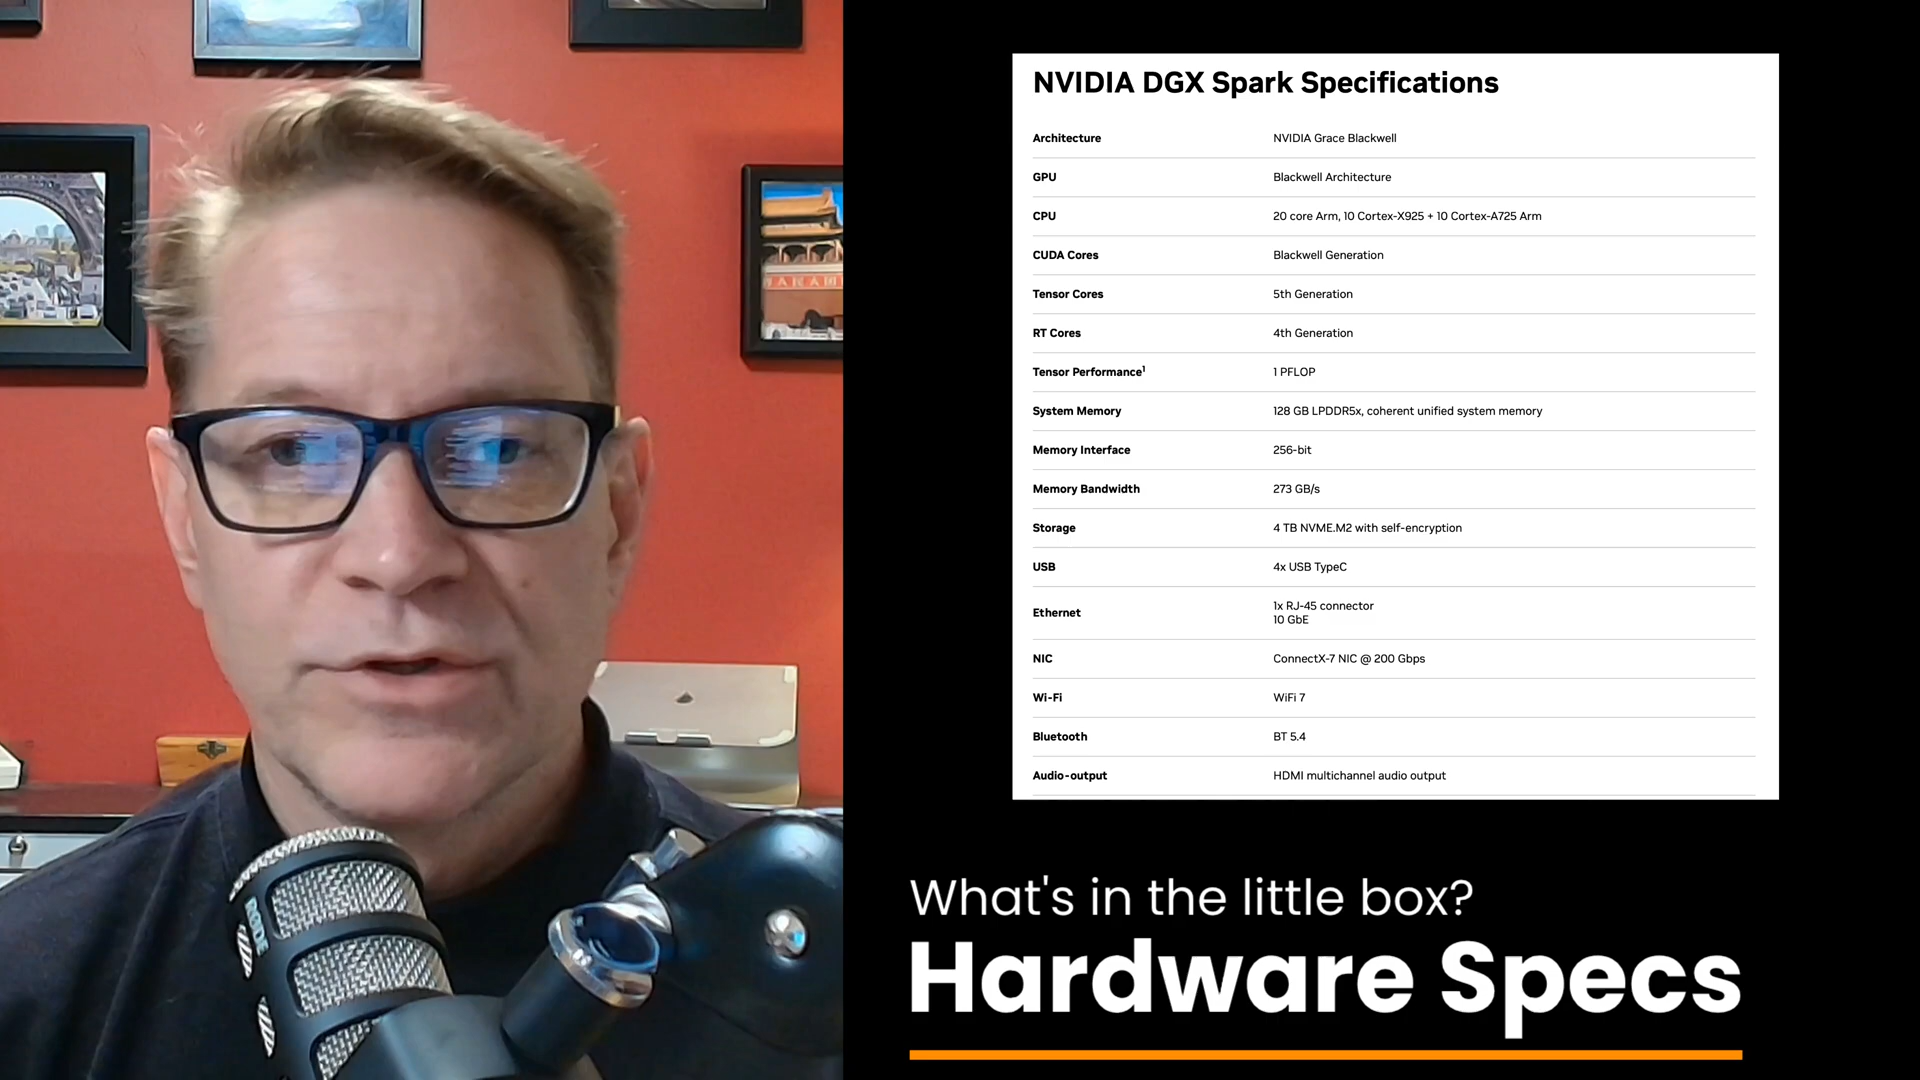 NVIDIA DGX Spark Specifications
Architecture NVIDIA Grace Blackwell
GPU Blackwell Architecture
CPU 20 core Arm, 10 Cortex-X925 + 10 Cortex-A725 Arm
CUDA Cores Blackwell Generation
Tensor Cores 5th Generation
RT Cores 4th Generation
Tensor Performance¹ 1 PFLOP
System Memory 128 GB LPDDR5x, coherent unified system memory
Memory Interface 256-bit
Memory Bandwidth 273 GB/s
Storage 4 TB NVME.M2 with self-encryption
USB 4x USB TypeC
Ethernet 1x RJ-45 connector
10 GbE
NIC ConnectX-7 NIC @ 200 Gbps
Wi-Fi WiFi 7
Bluetooth BT 5.4
Audio-output HDMI multichannel audio output
What's in the little box?
Hardware Specs
RODE